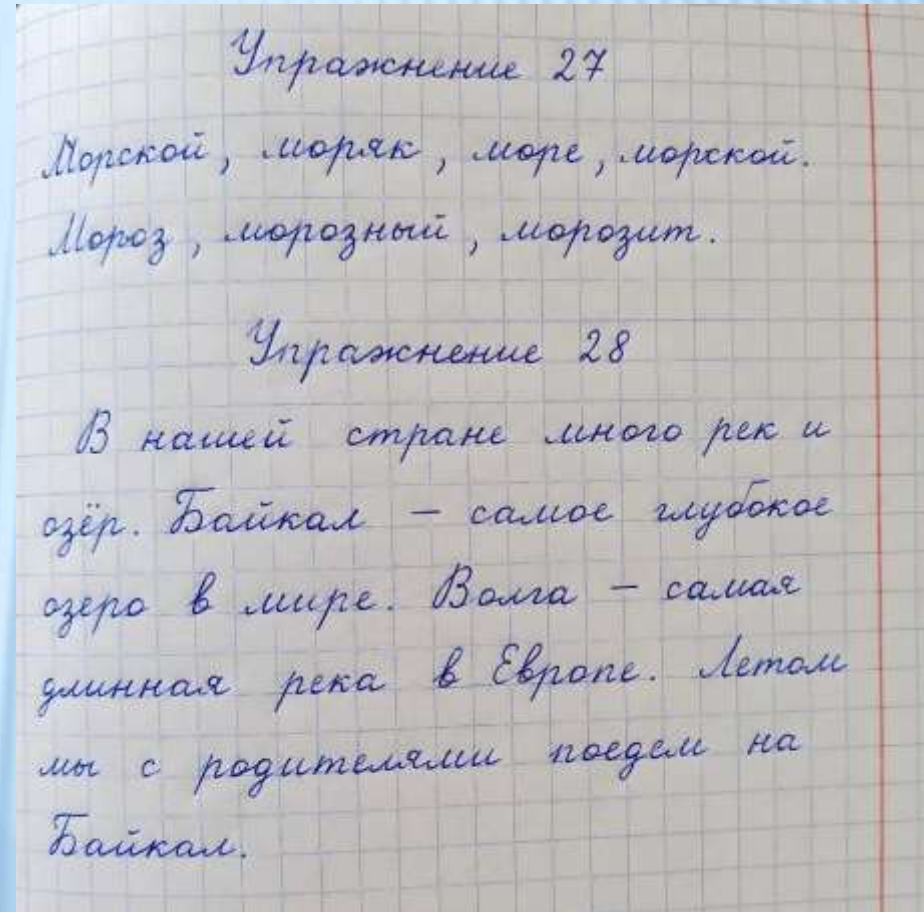 Упражнение 27
Морской, моряк, море, морской.
Мороз, морозный, морозит.
Упражнение 28
В нашей стране много рек и
озёр. Байкал – самое глубокое
озеро в мире. Волга – самая
длинная река в Европе. Летом
мы с родителями поедем на
Байкал.